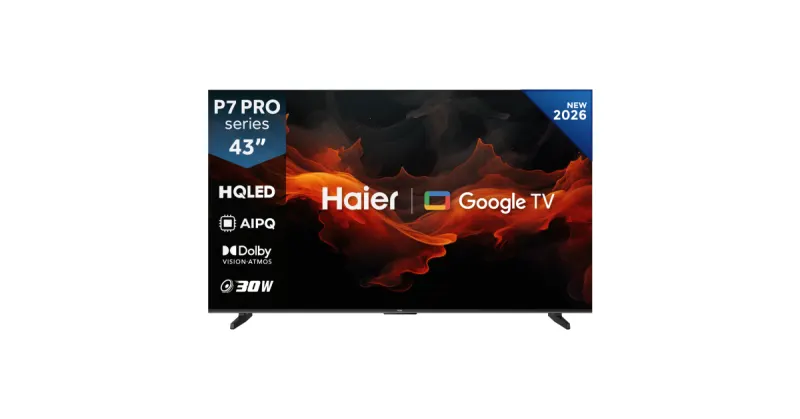 P7 PRO
series
43”
NEW
2026
HQLED
Haier
Google TV
AIPQ
Dolby
VISION·ATMOS
30W